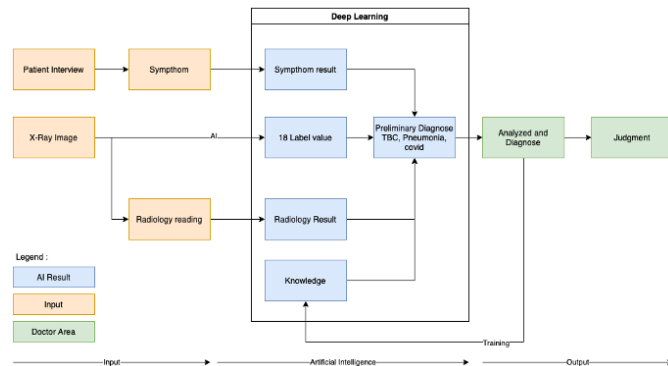 Deep Learning
Patient Interview
Sympthom
Sympthom result
X-Ray Image
AI
18 Label value
Preliminary Diagnose
TBC, Pneumonia,
covid
Analyzed and
Diagnose
Judgment
Radiology reading
Radiology Result
Legend :
AI Result
Knowledge
Input
Doctor Area
Training
Input
Artificial Intelligence
Output